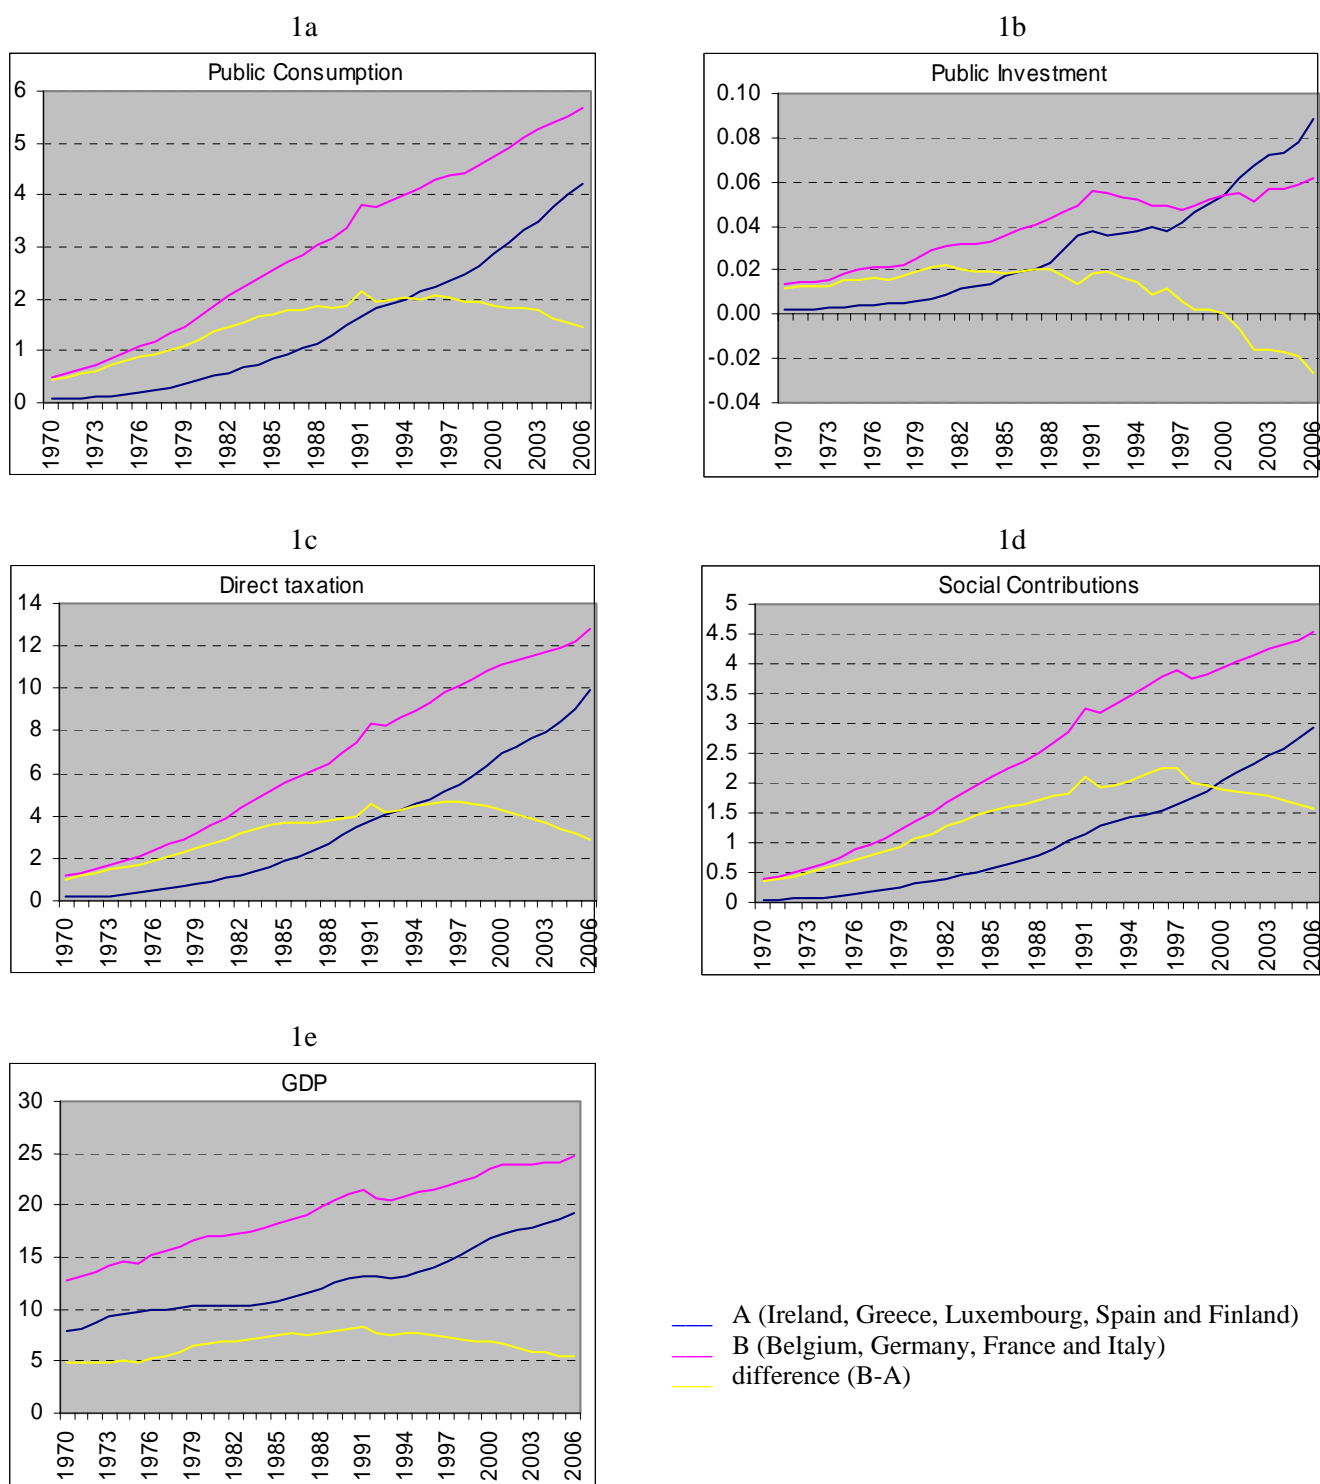 1a
Public Consumption
6
5
4
3
2
1
0
1970 1973 1976 1979 1982 1985 1988 1991 1994 1997 2000 2003 2006
1b
Public Investment
0.10
0.08
0.06
0.04
0.02
0.00
-0.02
-0.04
1970 1973 1976 1979 1982 1985 1988 1991 1994 1997 2000 2003 2006
1c
Direct taxation
14
12
10
8
6
4
2
0
1970 1973 1976 1979 1982 1985 1988 1991 1994 1997 2000 2003 2006
1d
Social Contributions
5
4.5
4
3.5
3
2.5
2
1.5
1
0.5
0
1970 1973 1976 1979 1982 1985 1988 1991 1994 1997 2000 2003 2006
1e
GDP
30
25
20
15
10
5
0
1970 1973 1976 1979 1982 1985 1988 1991 1994 1997 2000 2003 2006
A (Ireland, Greece, Luxembourg, Spain and Finland)
B (Belgium, Germany, France and Italy)
difference (B-A)